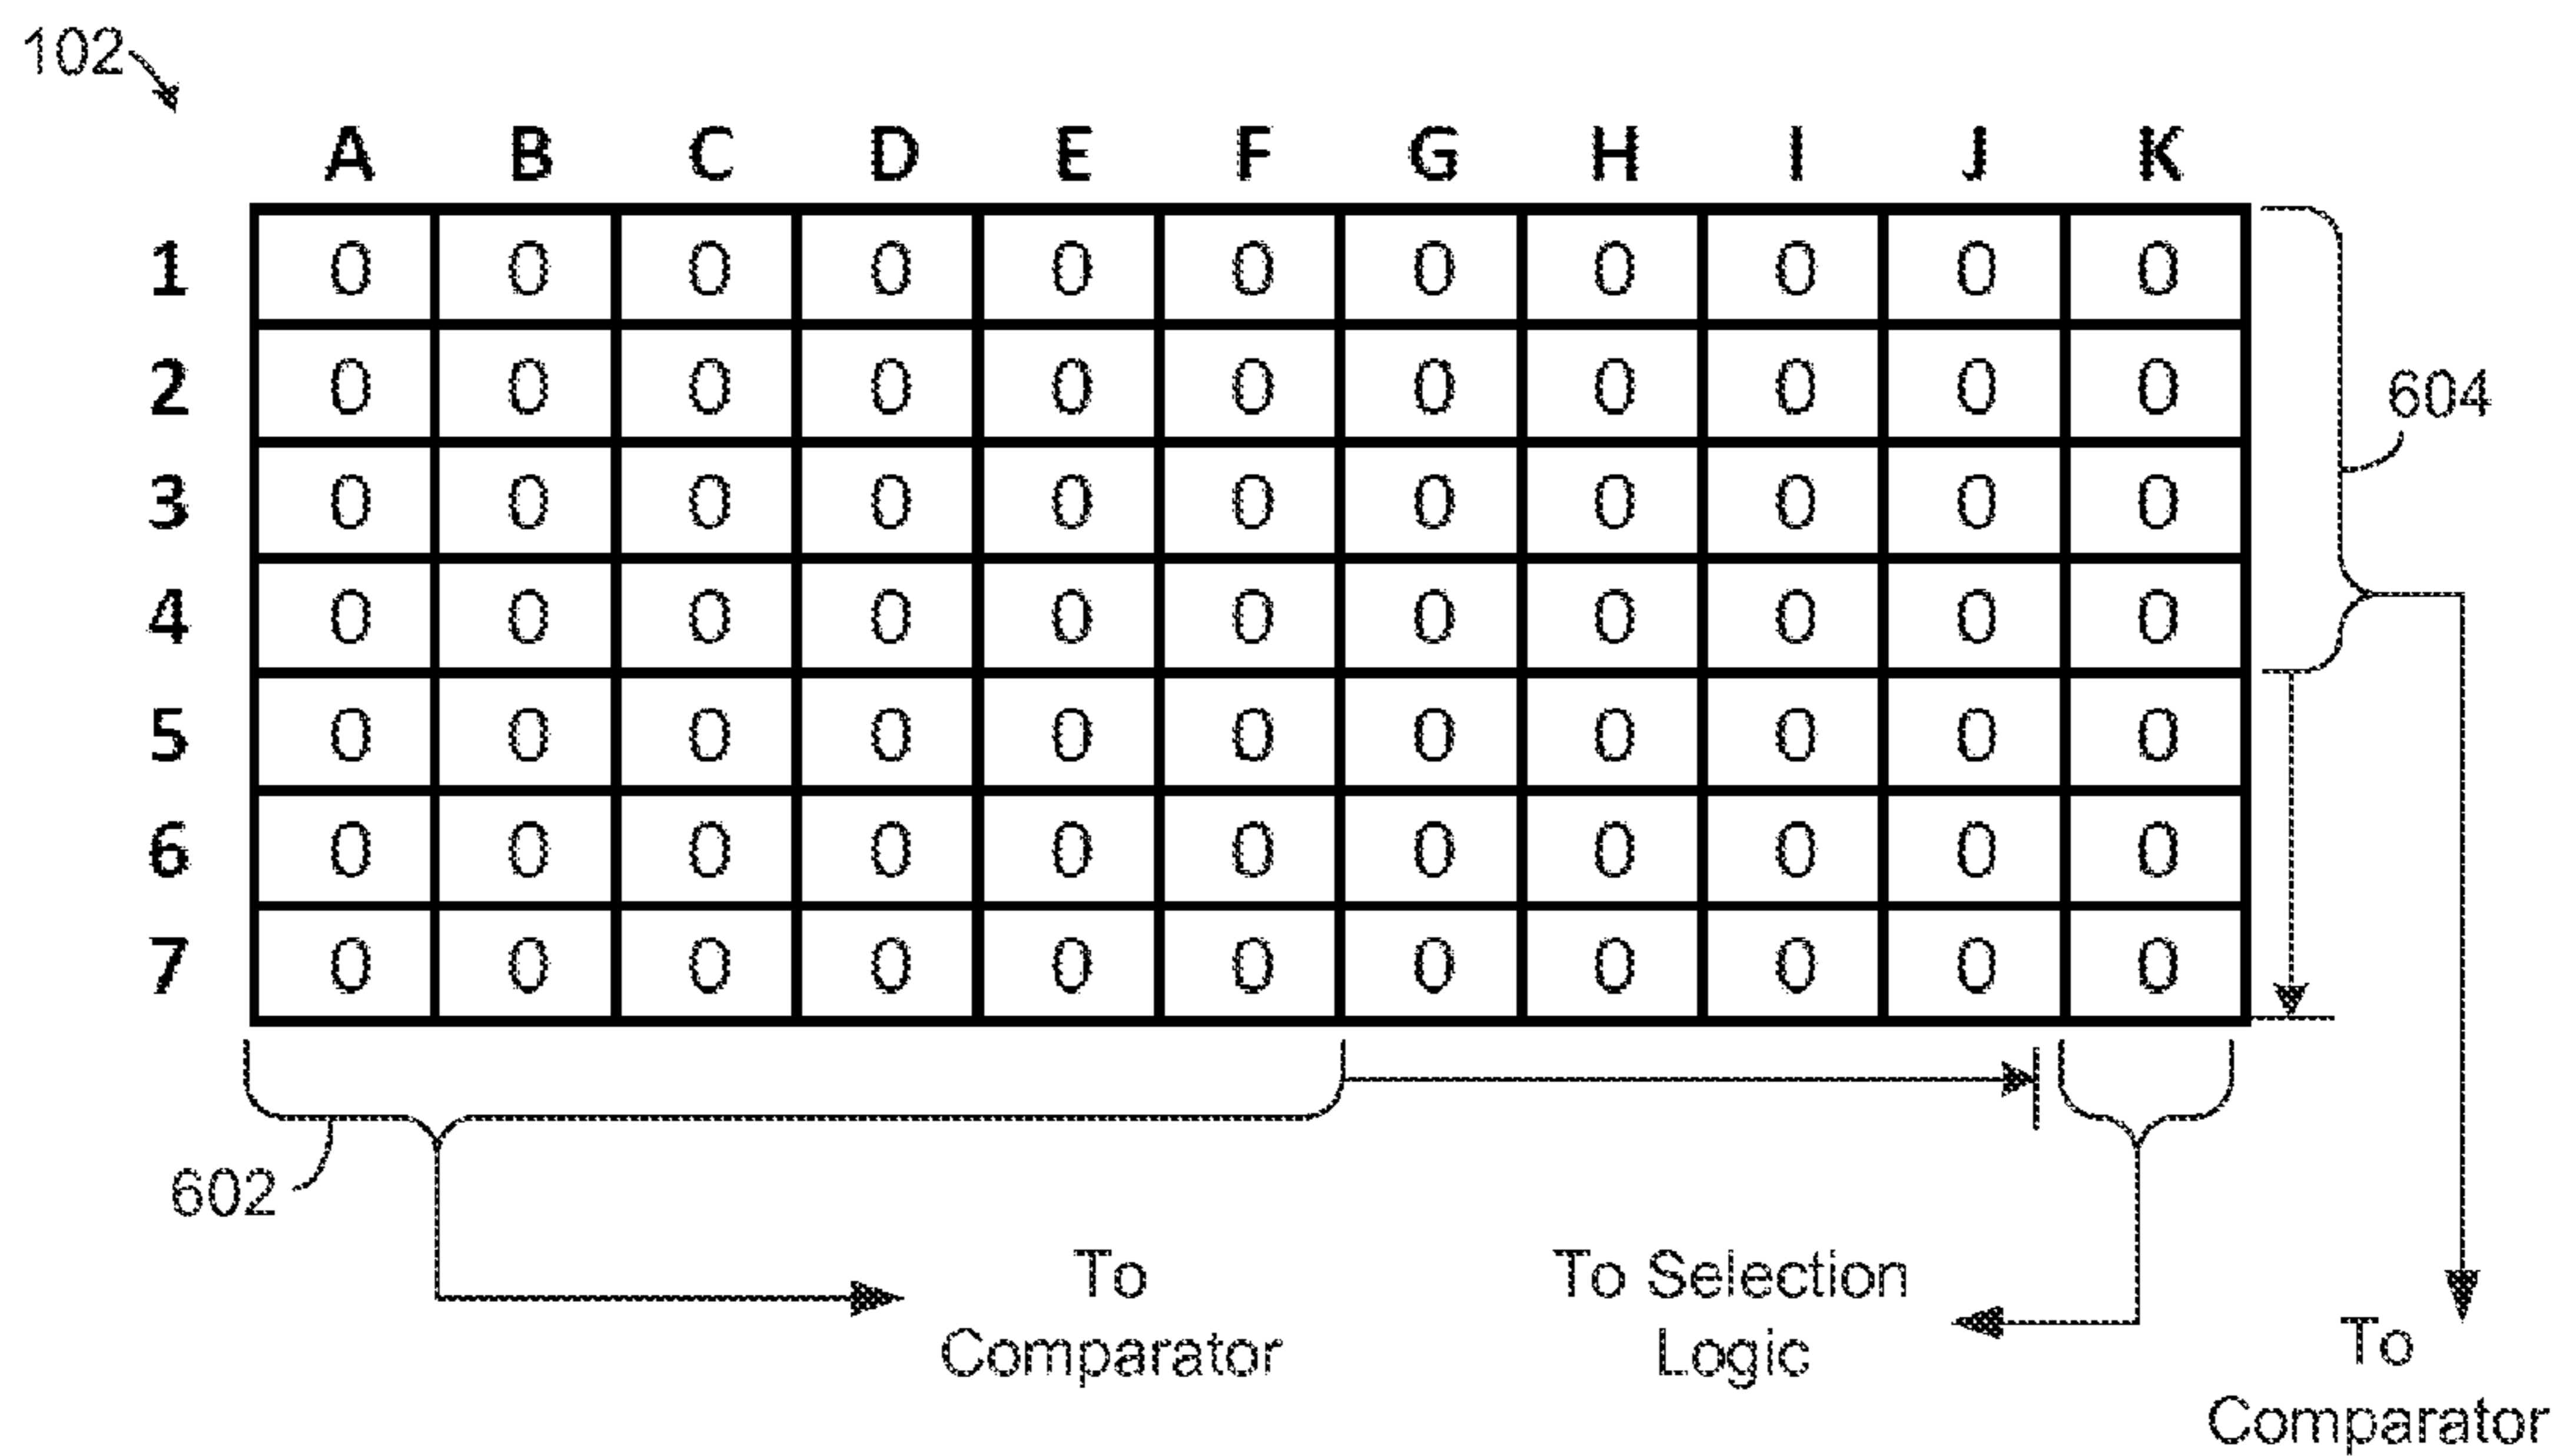 102
A B C D E F G H I J K
1 0 0 0 0 0 0 0 0 0 0 0
2 0 0 0 0 0 0 0 0 0 0 0
604
3 0 0 0 0 0 0 0 0 0 0 0
4 0 0 0 0 0 0 0 0 0 0 0
5 0 0 0 0 0 0 0 0 0 0 0
6 0 0 0 0 0 0 0 0 0 0 0
7 0 0 0 0 0 0 0 0 0 0 0
602
To
Comparator
To Selection
Logic
To
Comparator